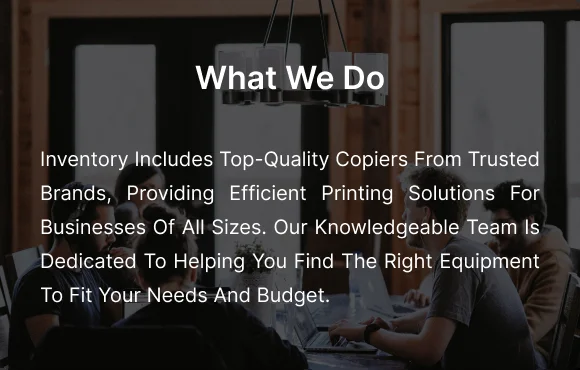 What We Do
Inventory Includes Top-Quality Copiers From Trusted
Brands, Providing Efficient Printing Solutions For
Businesses Of All Sizes. Our Knowledgeable Team Is
Dedicated To Helping You Find The Right Equipment
To Fit Your Needs And Budget.